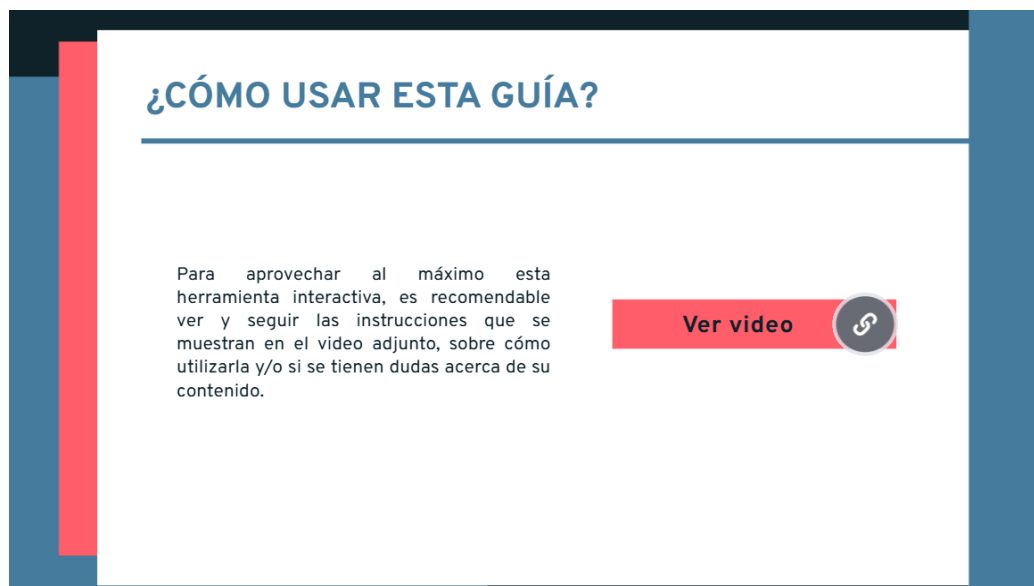 ¿CÓMO USAR ESTA GUÍA?
Para aprovechar al máximo esta
herramienta interactiva, es recomendable
ver y seguir las instrucciones que se
muestran en el video adjunto, sobre cómo
utilizarla y/o si se tienen dudas acerca de su
contenido.
Ver video